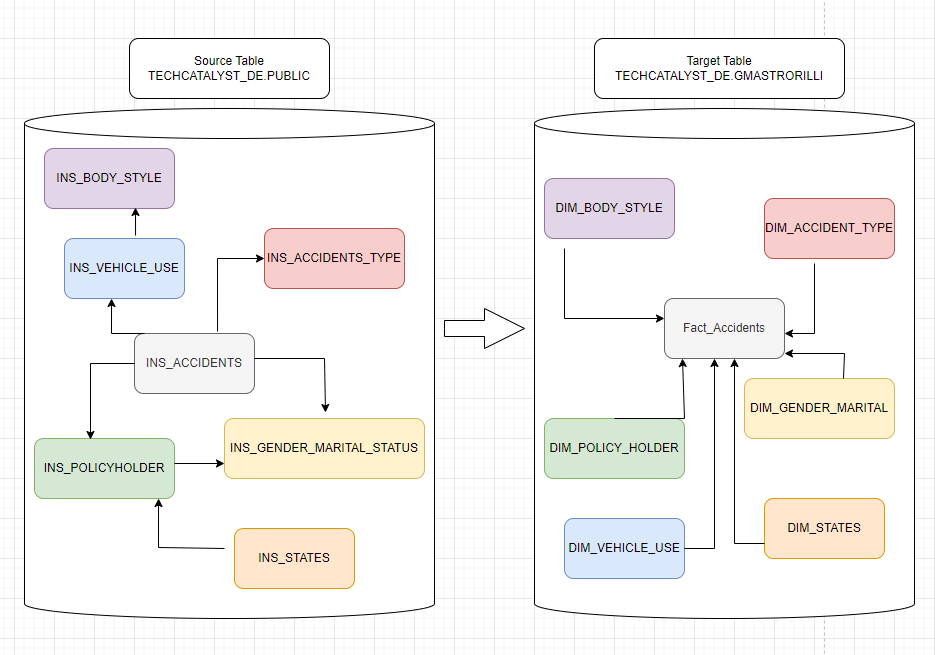 Source Table
TECHCATALYST_DE.PUBLIC
INS_BODY_STYLE
INS_VEHICLE_USE
INS_ACCIDENTS_TYPE
INS_ACCIDENTS
INS_GENDER_MARITAL_STATUS
INS_POLICYHOLDER
INS_STATES
Target Table
TECHCATALYST_DE.GMASTRORILLI
DIM_BODY_STYLE
DIM_ACCIDENT_TYPE
Fact_Accidents
DIM_GENDER_MARITAL
DIM_POLICY_HOLDER
DIM_STATES
DIM_VEHICLE_USE